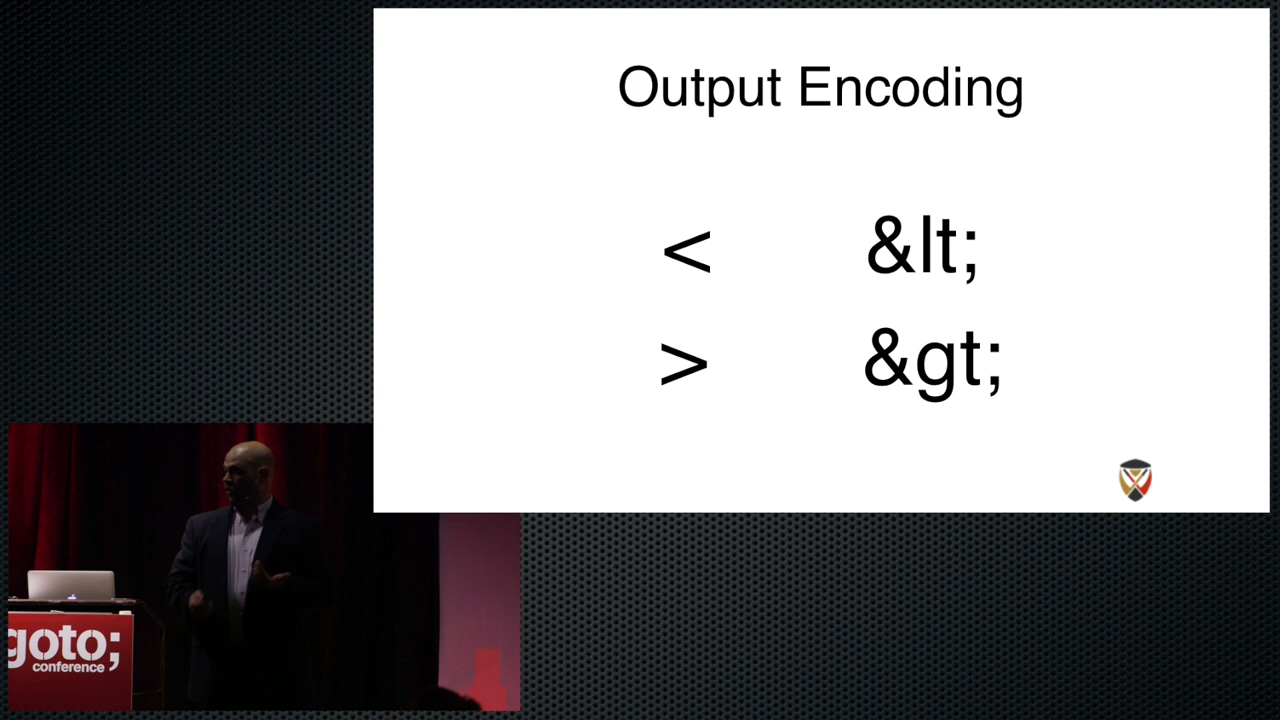 Output Encoding
< &lt;
> &gt;
goto;
conference